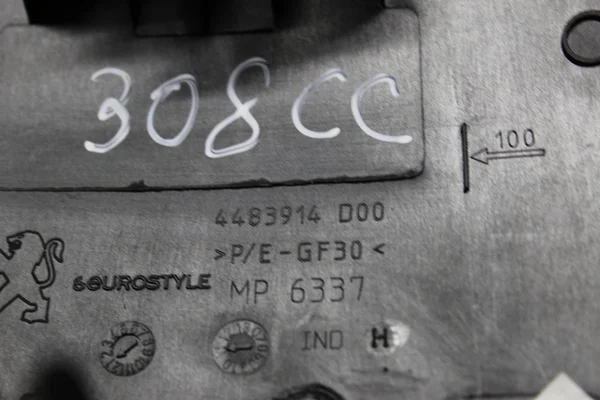 308CC
100
4483914 D00
>P/E-GF30<
EUROSTYLE
MP 6337
IND H